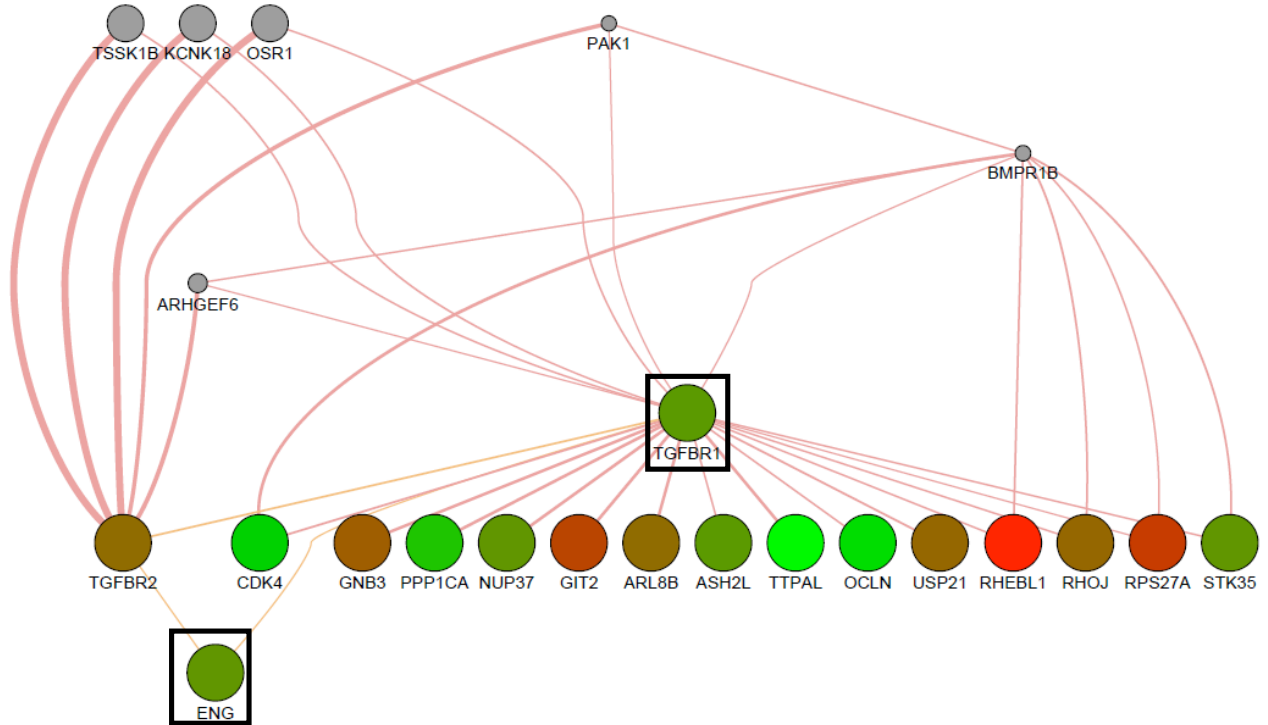 TSSK1B KCNK18 OSR1
PAK1
BMPR1B
ARHGEF6
TGFBR1
TGFBR2 CDK4 GNB3 PPP1CA NUP37 GIT2 ARL8B ASH2L TTPAL OCLN USP21 RHEBL1 RHOJ RPS27A STK35
ENG